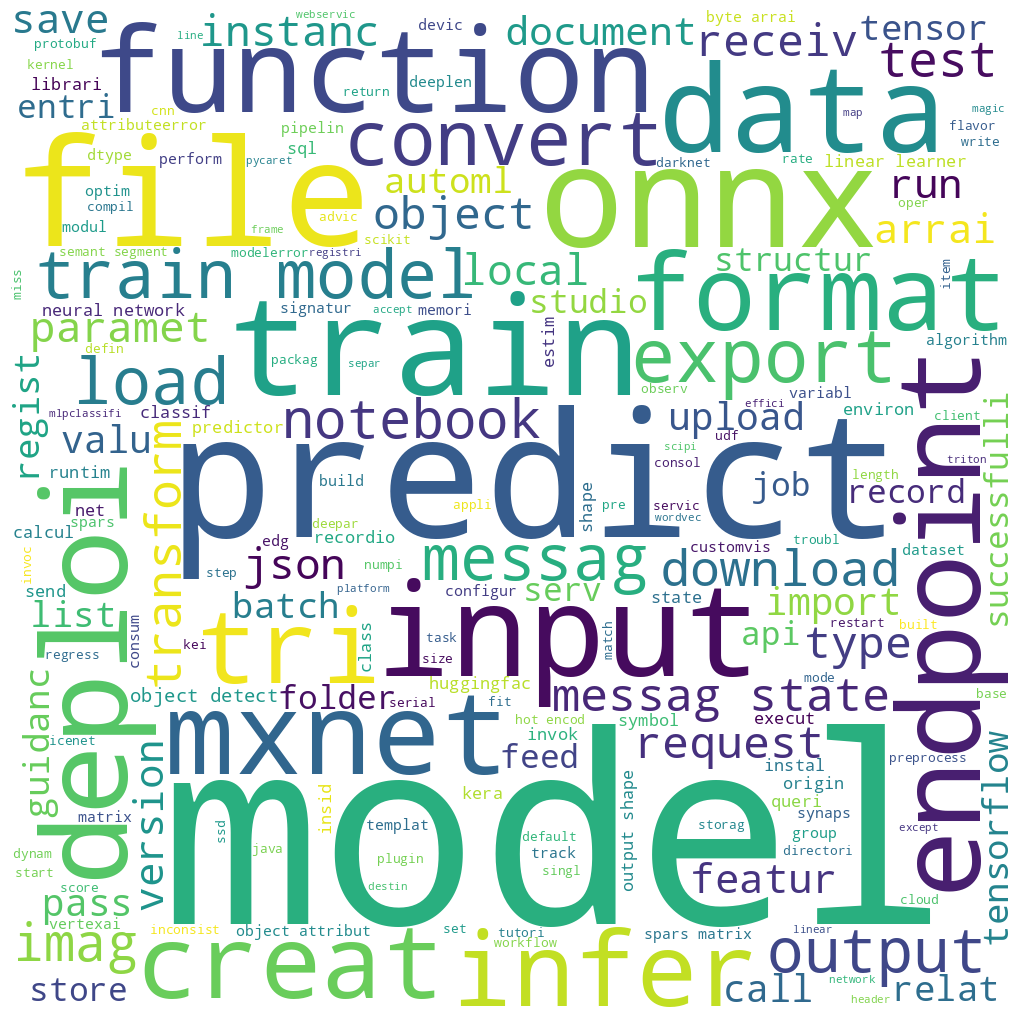 save
webservic
line
devic
byte arrai
protobuf
instanc
document
receiv
tensor
kernel
function
data
test
librari
deeplen
return
entri
cnn
map
magic
attributeerror
pipelin
convert
flavor
sql
write
file
dtype
perform
pycaret
darknet
rate
linear learner
onnx
optim
automl
run
compil
object
oper
modul
advic
arrai
frame
scikit
semant segment
modelerror
registri
train model
local
structur
format
miss
item
neural network
signatur
accept
memori
studio
paramet
train
estim
defin
packag
separ
algorithm
export
load
observ
regist
mlpclassifi
classif
notebook
upload
effici
variabl
environ
client
endpoint
valu
predictor
predict
udf
scipi
consol
runtim
transform
build
job
length
triton
deploi
net
appli
shape
pre
servic
record
successfulli
spars
deepar
wordvec
calcul
recordio
edg
messag
customvis
troubl
dataset
invoc
json
numpi
download
send
step
platform
configur
serv
state
import
list
batch
input
type
restart
built
consum
tri
class
task
match
api
regress
kei
size
huggingfac
mode
base
object detect
folder
serial
fit
messag state
guidanc
icenet
mxnet
hot encod
symbol
execut
version
invok
request
tensorflow
feed
instal
preprocess
insid
kera
origin
model
output shape
queri
synaps
matrix
ssd
templat
storag
except
java
default
group
dynam
track
directori
plugin
start
singl
featur
score
destin
pass
cloud
vertexai
inconsist
object attribut
set
tutori
linear
imag
creat
workflow
infer
spars matrix
output
store
call
network
relat
header